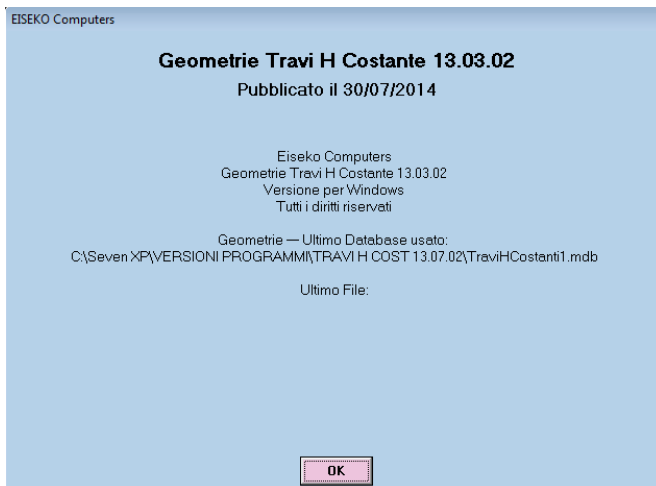 EISEKO Computers
Geometrie Travi H Costante 13.03.02
Pubblicato il 30/07/2014
Eiseko Computers
Geometrie Travi H Costante 13.03.02
Versione per Windows
Tutti i diritti riservati
Geometrie — Ultimo Database usato:
C:\Seven XP\VERSIONI PROGRAMMI\TRAVI H COST 13.07.02\TraviHCostanti1.mdb
Ultimo File:
OK